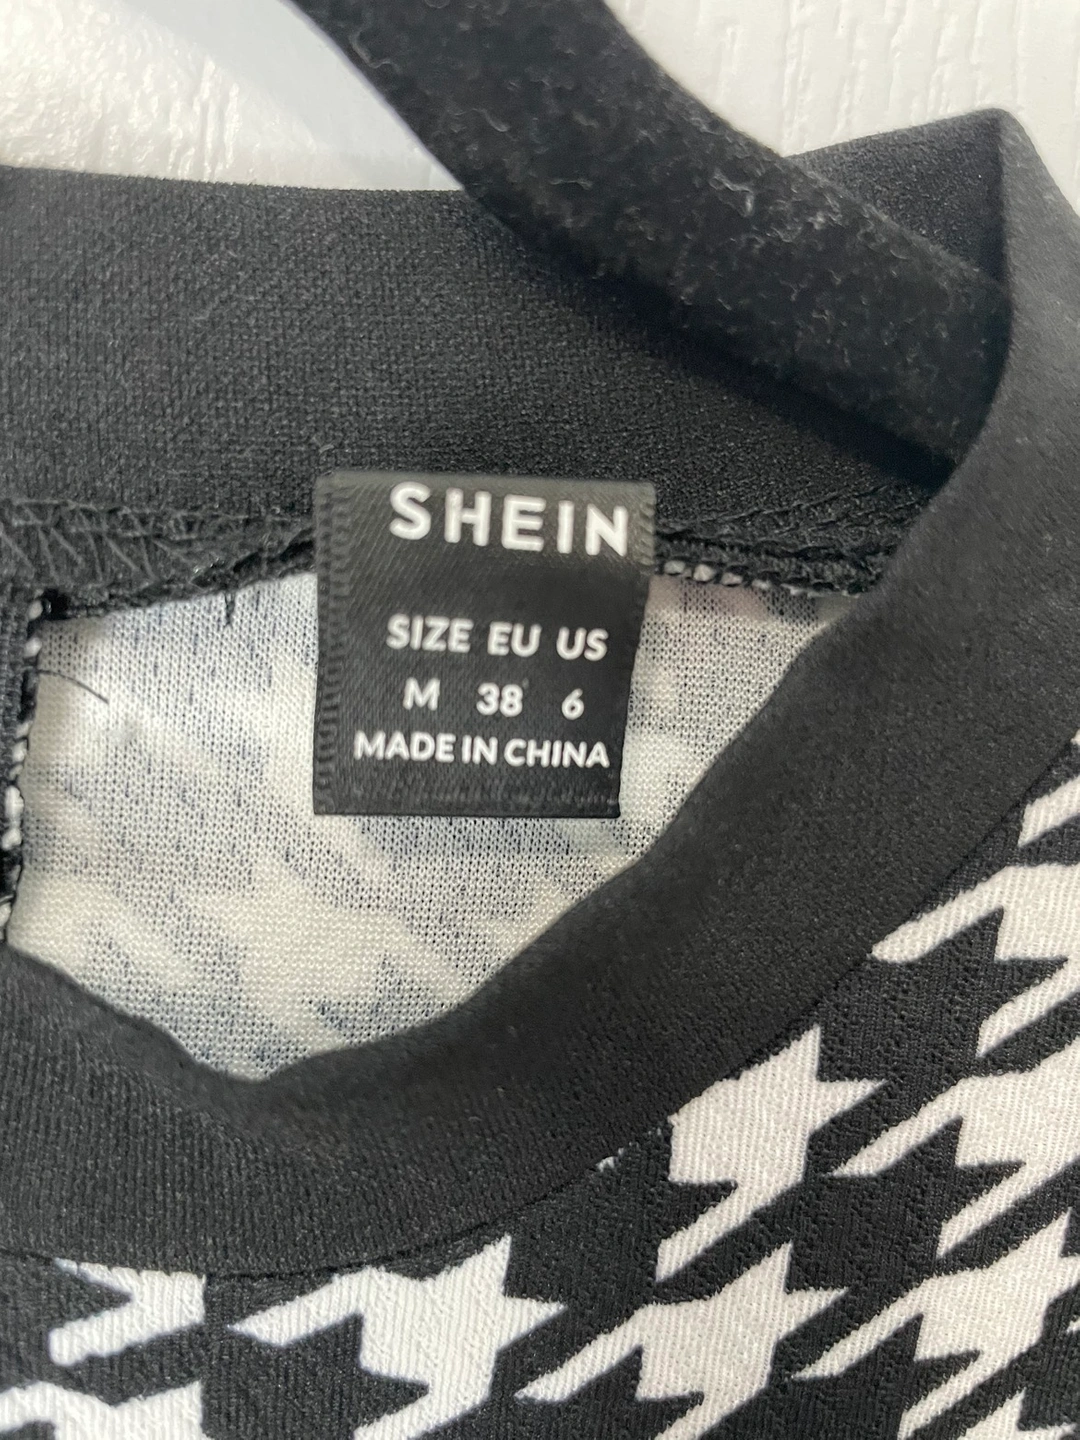 SHEIN
SIZE EU US
M 38 6
MADE IN CHINA